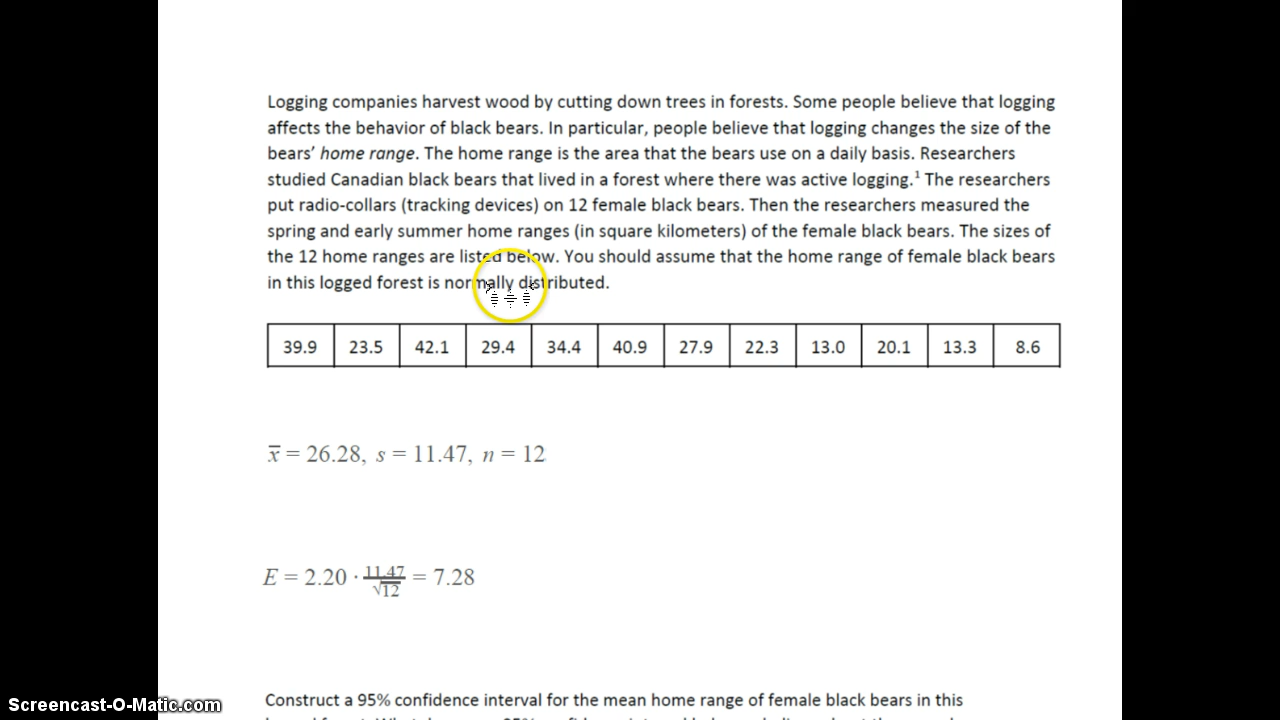 Logging companies harvest wood by cutting down trees in forests. Some people believe that logging
affects the behavior of black bears. In particular, people believe that logging changes the size of the
bears’ home range. The home range is the area that the bears use on a daily basis. Researchers
studied Canadian black bears that lived in a forest where there was active logging.¹ The researchers
put radio-collars (tracking devices) on 12 female black bears. Then the researchers measured the
spring and early summer home ranges (in square kilometers) of the female black bears. The sizes of
the 12 home ranges are listed below. You should assume that the home range of female black bears
in this logged forest is normally distributed.
39.9 23.5 42.1 29.4 34.4 40.9 27.9 22.3 13.0 20.1 13.3 8.6
x̅ = 26.28, s = 11.47, n = 12
E = 2.20 · 11.47/√12 = 7.28
Construct a 95% confidence interval for the mean home range of female black bears in this
Screencast-O-Matic.com